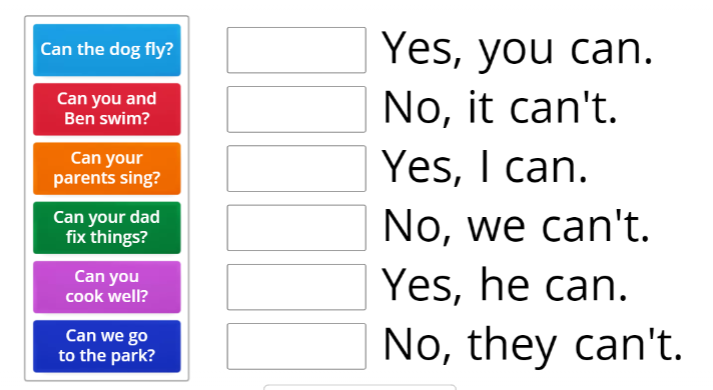 Can the dog fly?
Can you and
Ben swim?
Can your
parents sing?
Can your dad
fix things?
Can you
cook well?
Can we go
to the park?
Yes, you can.
No, it can't.
Yes, I can.
No, we can't.
Yes, he can.
No, they can't.